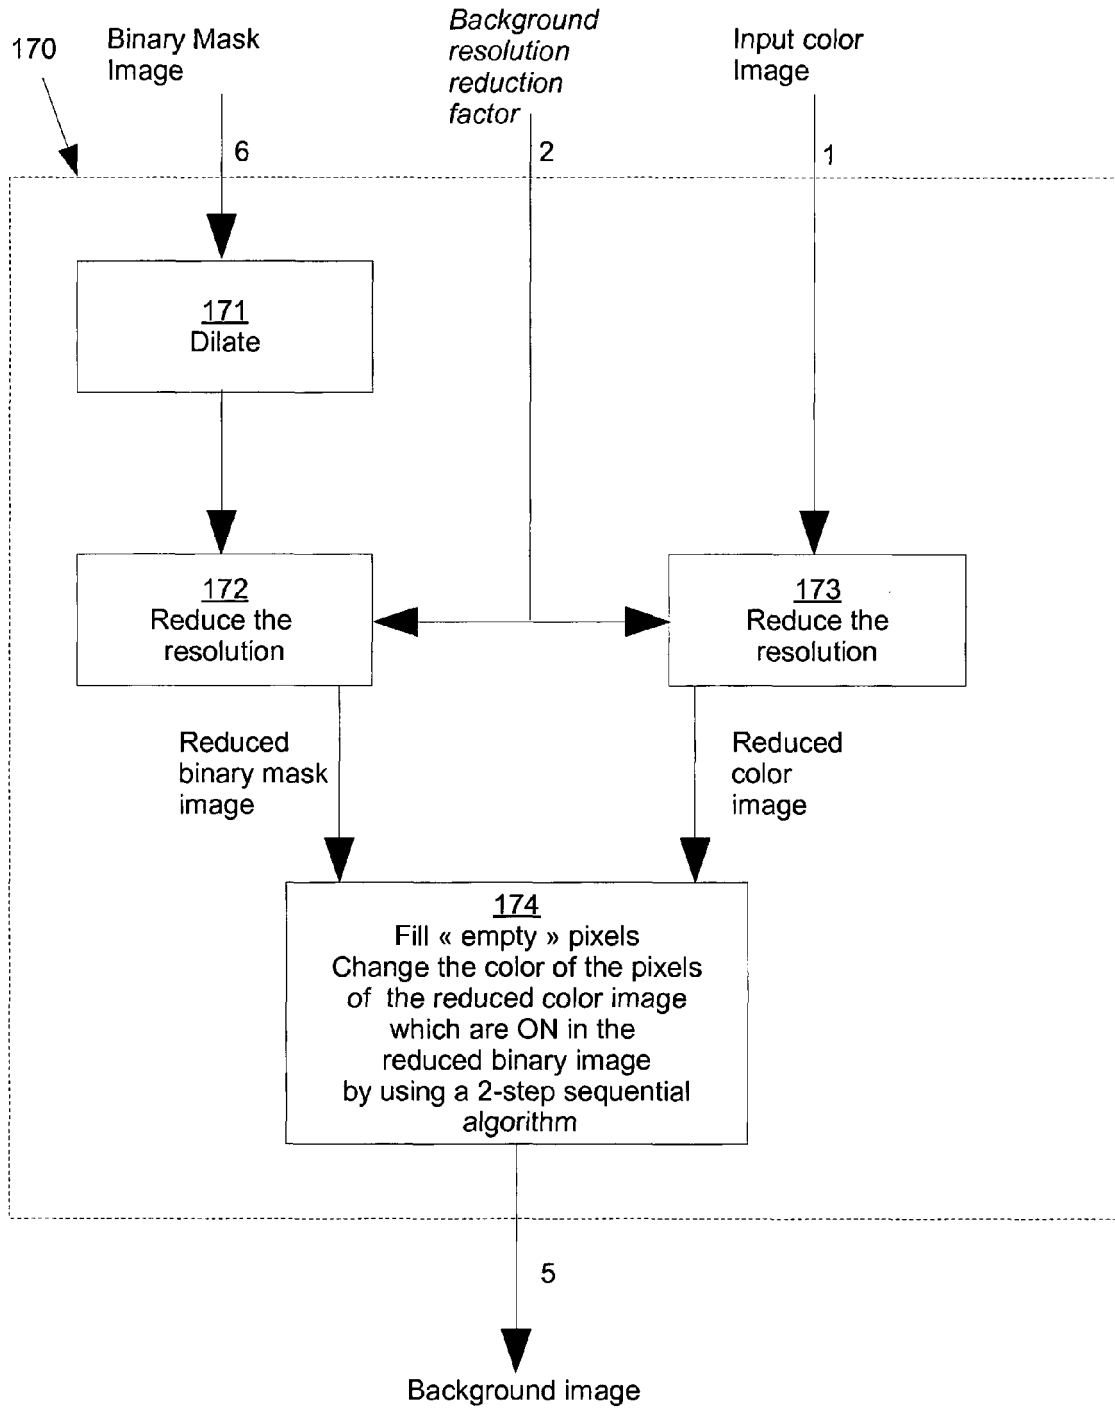 170
Binary Mask
Image
Background
resolution
reduction
factor
Input color
Image
6
2
1
171
Dilate
172
Reduce the
resolution
173
Reduce the
resolution
Reduced
binary mask
image
Reduced
color
image
174
Fill « empty » pixels
Change the color of the pixels
of the reduced color image
which are ON in the
reduced binary image
by using a 2-step sequential
algorithm
5
Background image